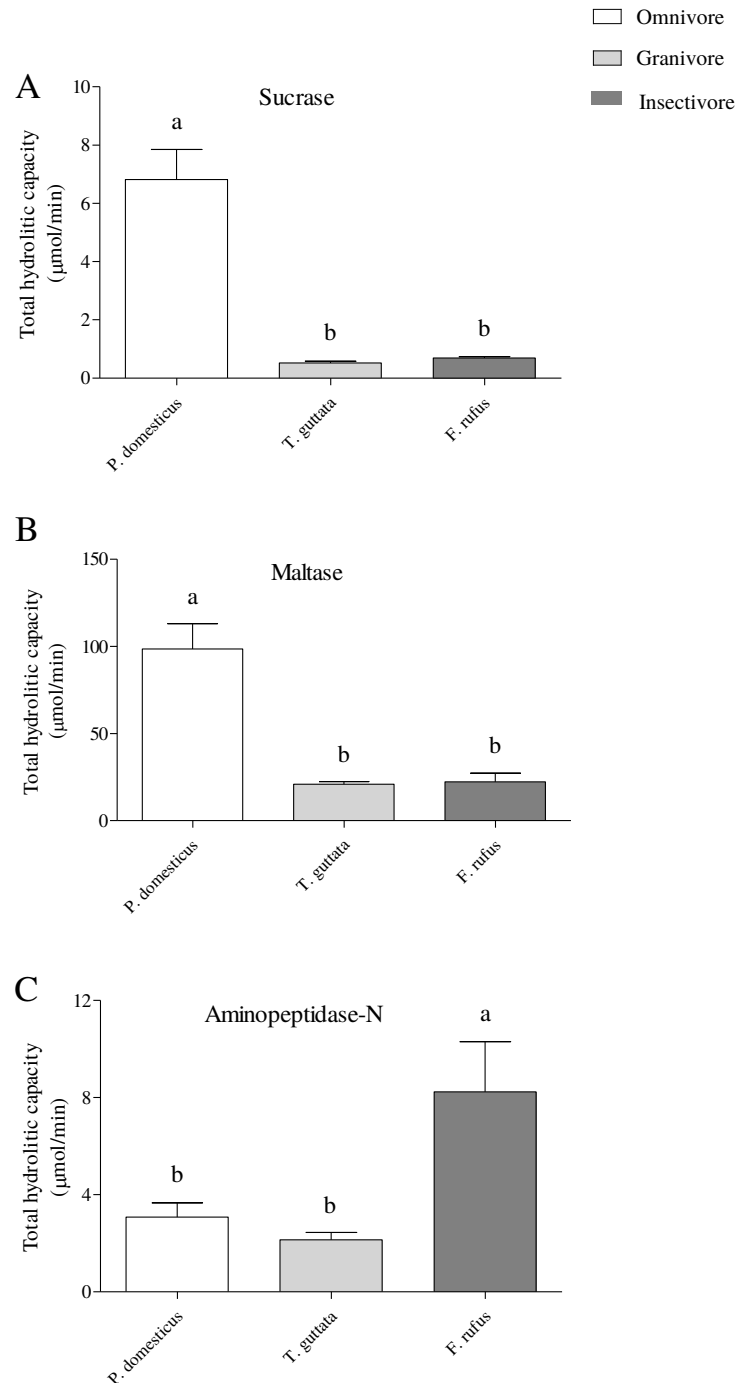 Omnivore
Granivore
Insectivore
A
Sucrase
Total hydrolitic capacity
(μmol/min)
10
8
6
4
2
0
a
b
b
P. domesticus
T. guttata
F. rufus
B
Maltase
Total hydrolitic capacity
(μmol/min)
150
100
50
0
a
b
b
P. domesticus
T. guttata
F. rufus
C
Aminopeptidase-N
Total hydrolitic capacity
(μmol/min)
12
8
4
0
b
b
a
P. domesticus
T. guttata
F. rufus